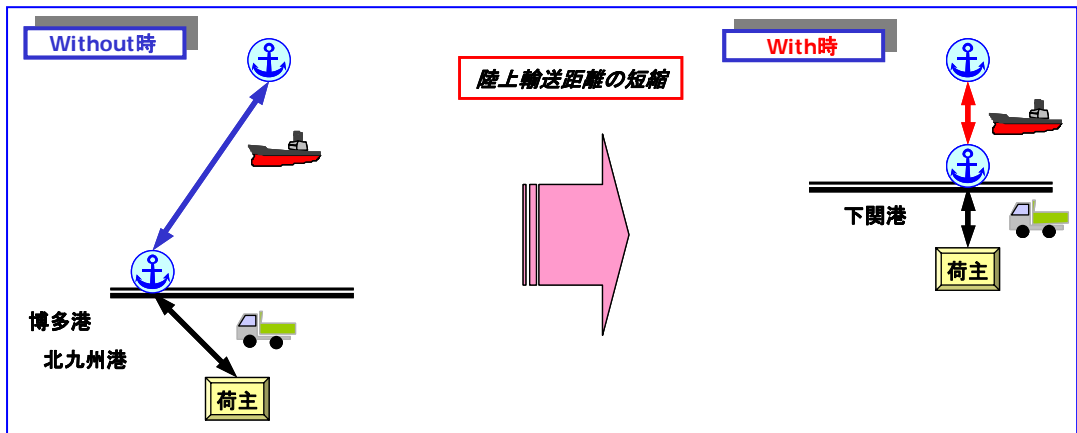 Without時
博多港
北九州港
荷主
陸上輸送距離の短縮
With時
下関港
荷主